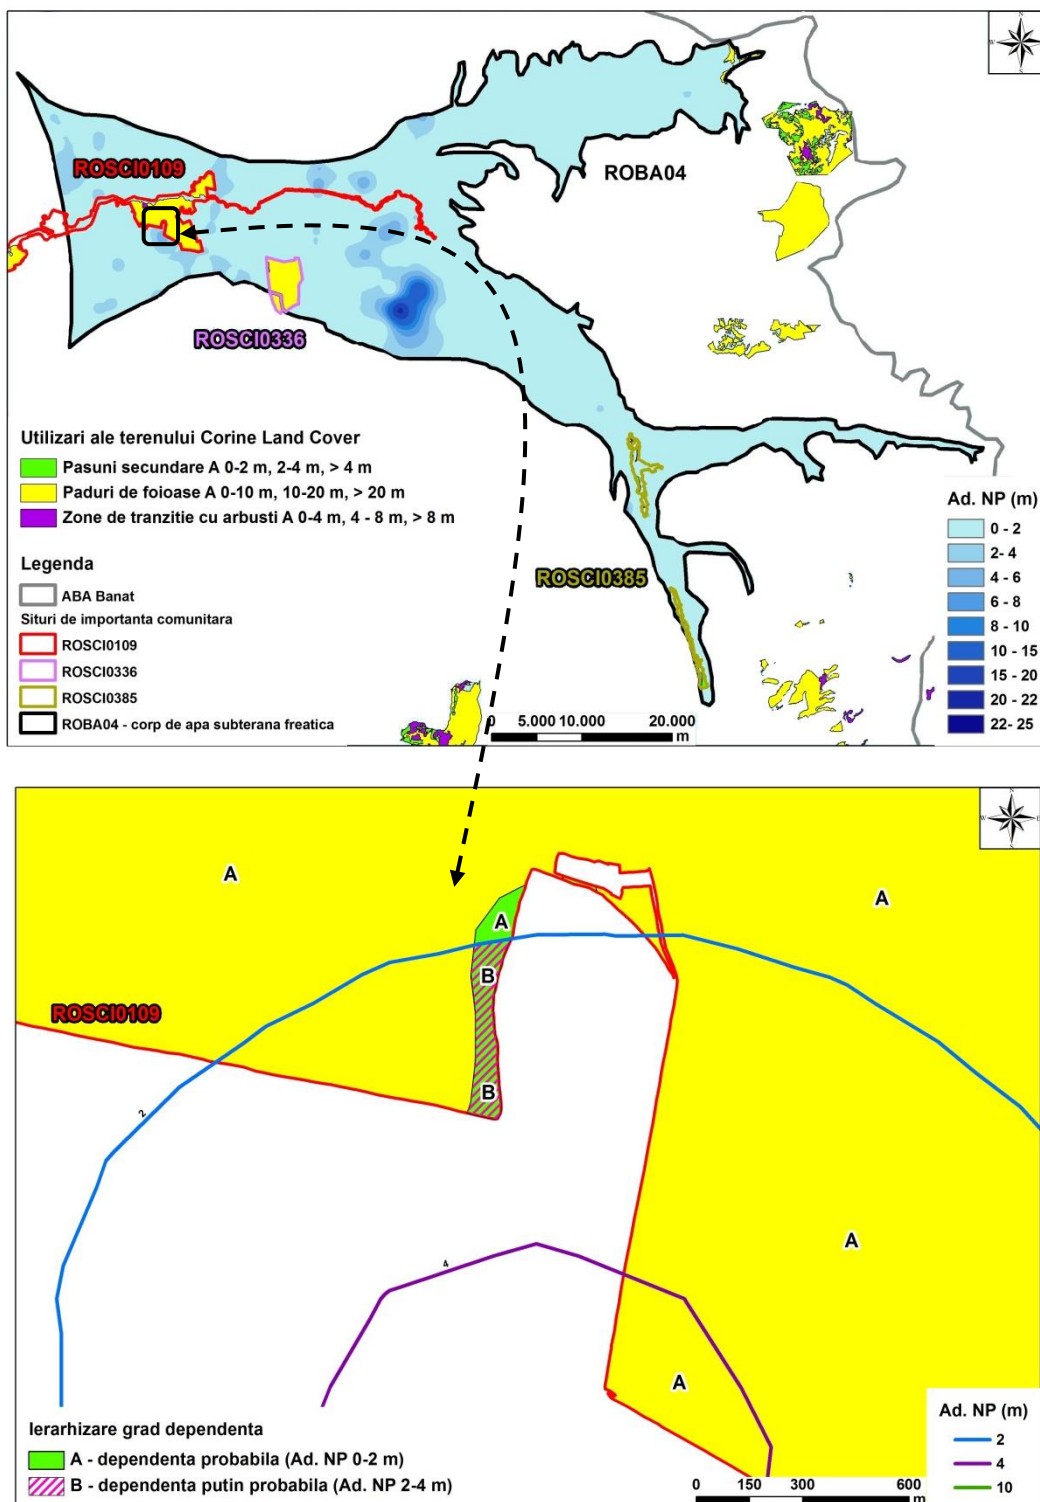 N
W
S
ROSCI0109
ROBA04
ROSCI0336
Utilizari ale terenului Corine Land Cover
Pasuni secundare A 0-2 m, 2-4 m, > 4 m
Paduri de foioase A 0-10 m, 10-20 m, > 20 m
Zone de tranzitie cu arbusti A 0-4 m, 4 - 8 m, > 8 m
Legenda
ABA Banat
Situri de importanta comunitara
ROSCI0109
ROSCI0336
ROSCI0385
ROBA04 - corp de apa subterana freatica
ROSCI0385
0 5.000 10.000 20.000
m
Ad. NP (m)
0 - 2
2- 4
4 - 6
6 - 8
8 - 10
10 - 15
15 - 20
20 - 22
22- 25
N
W E
S
A
A
A
B
ROSCI0109
B
2
A
4
A
Ierarhizare grad dependenta
A - dependenta probabila (Ad. NP 0-2 m)
B - dependenta putin probabila (Ad. NP 2-4 m)
Ad. NP (m)
2
4
10
0 150 300 600
m